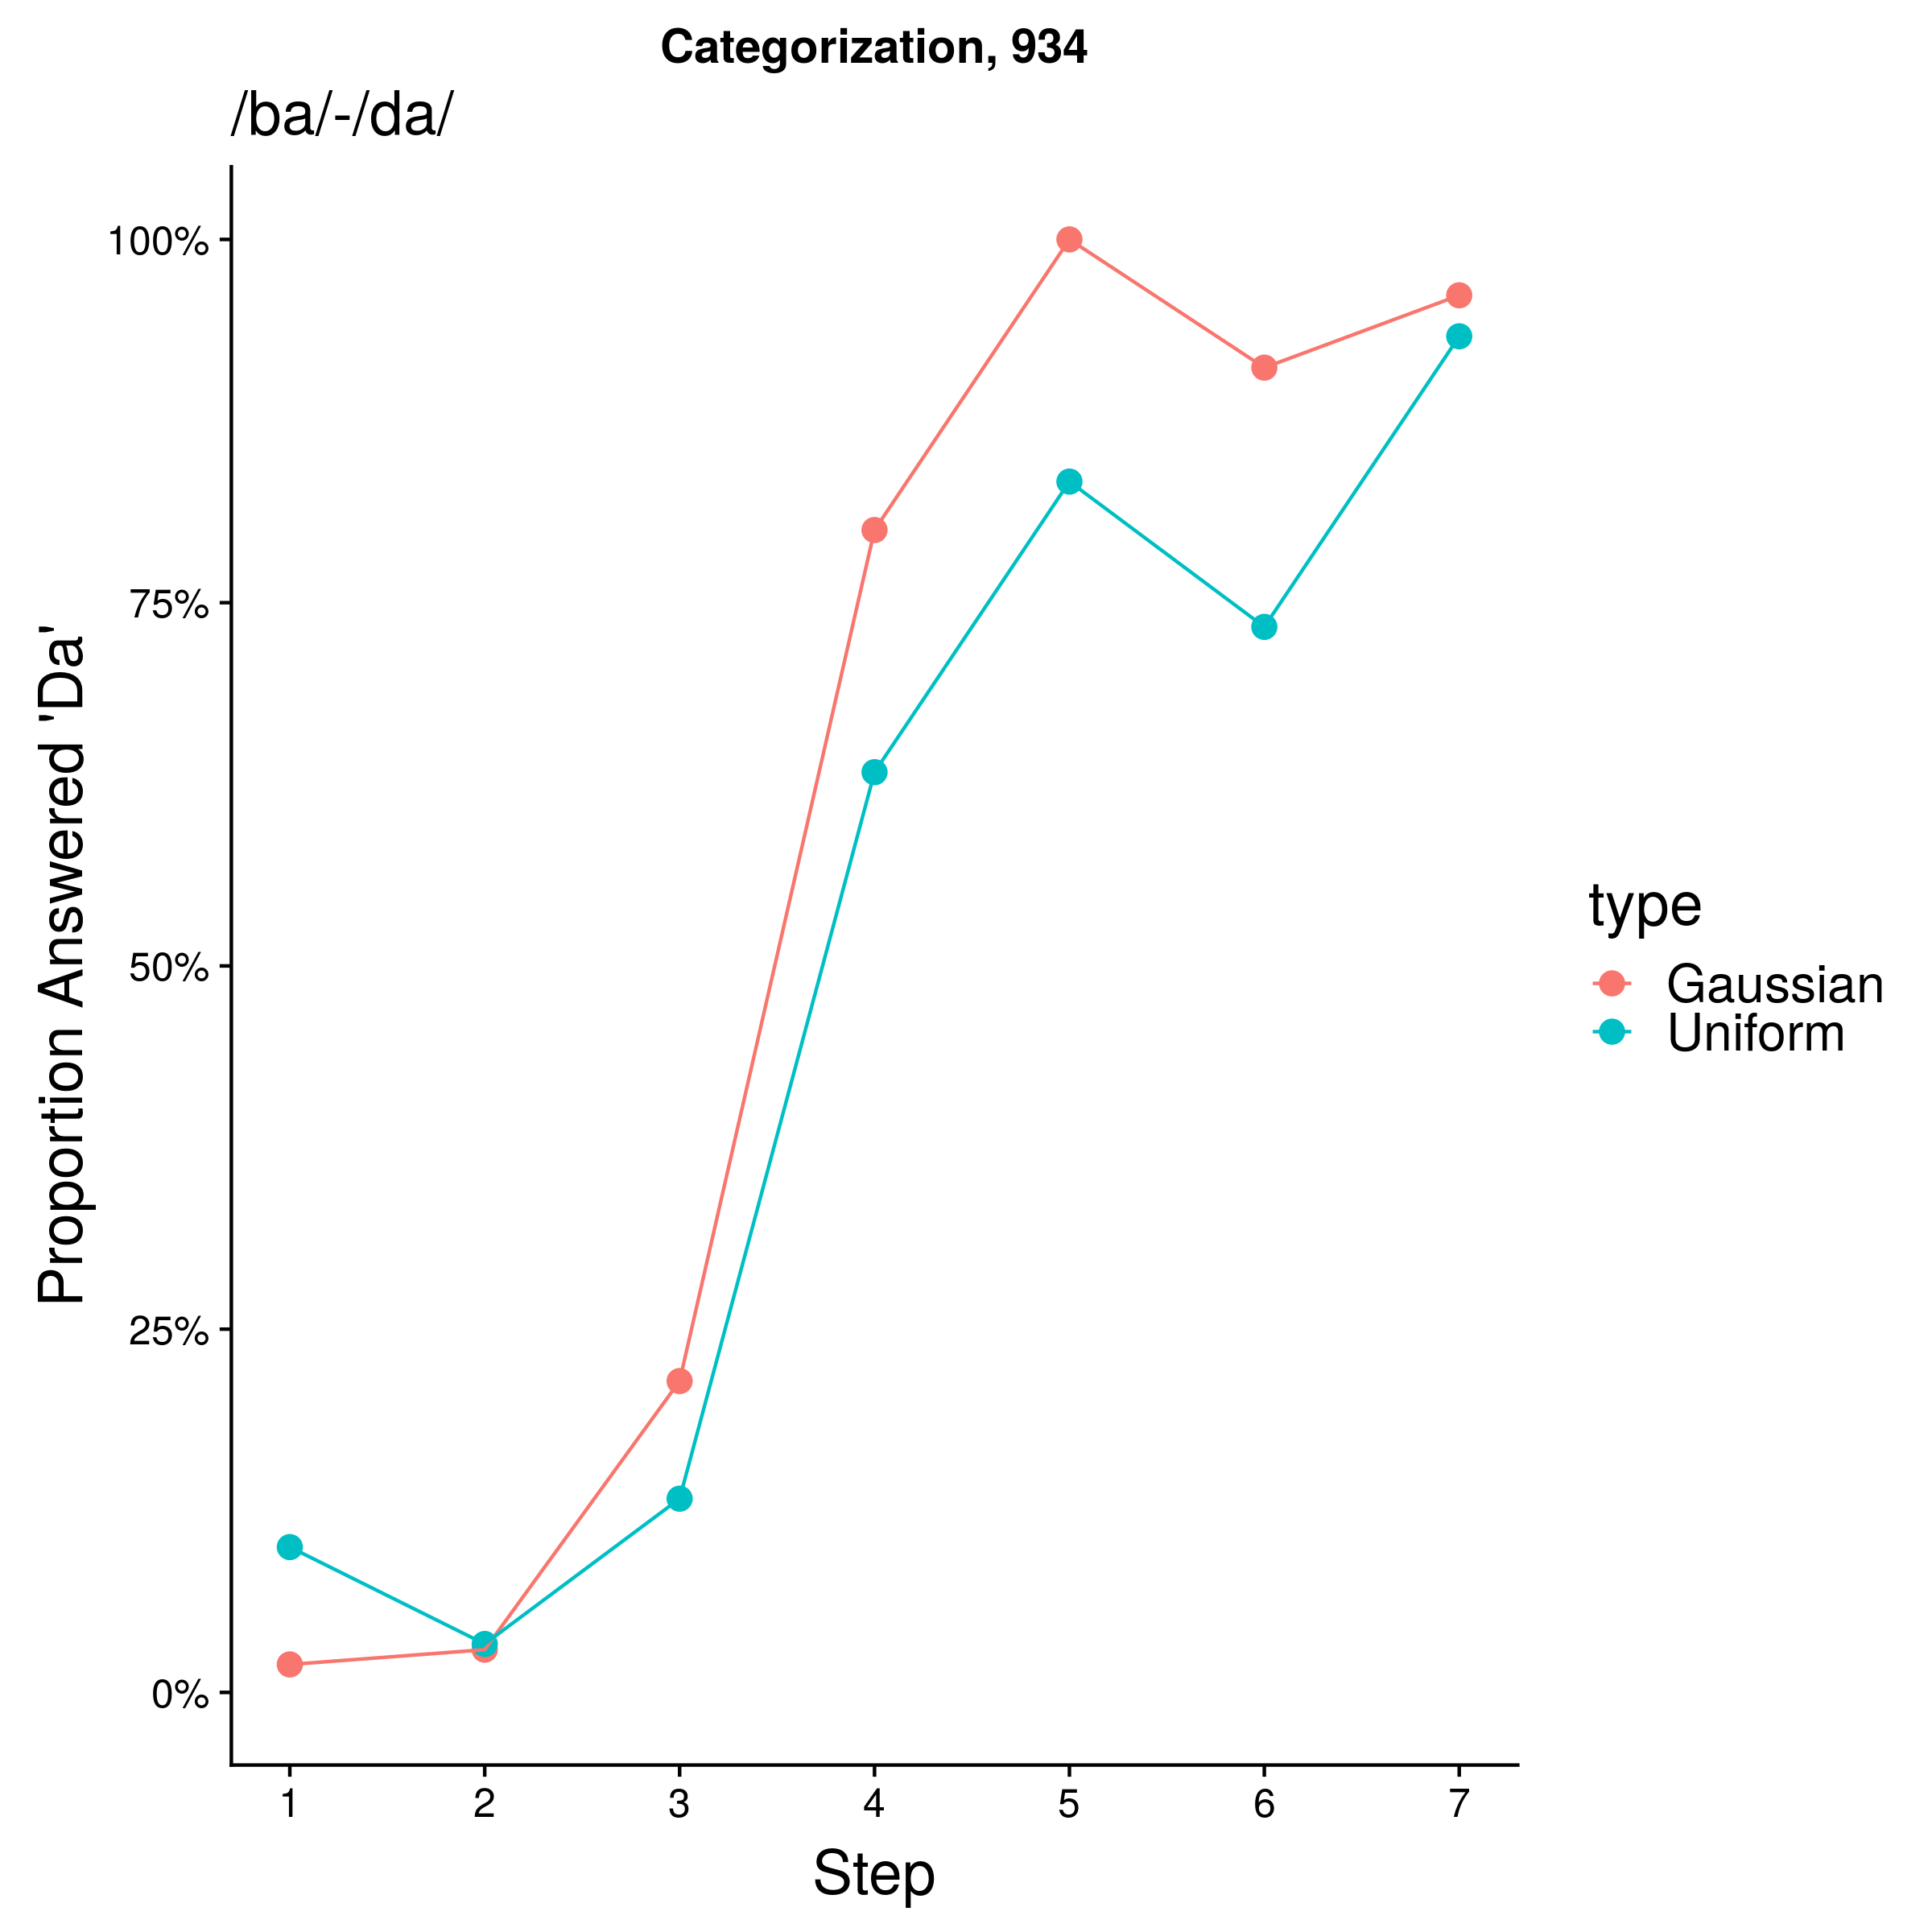 Categorization, 934
/ba/-/da/
Proportion Answered 'Da'
100%
75%
50%
25%
0%
1 2 3 4 5 6 7
Step
type
Gaussian
Uniform